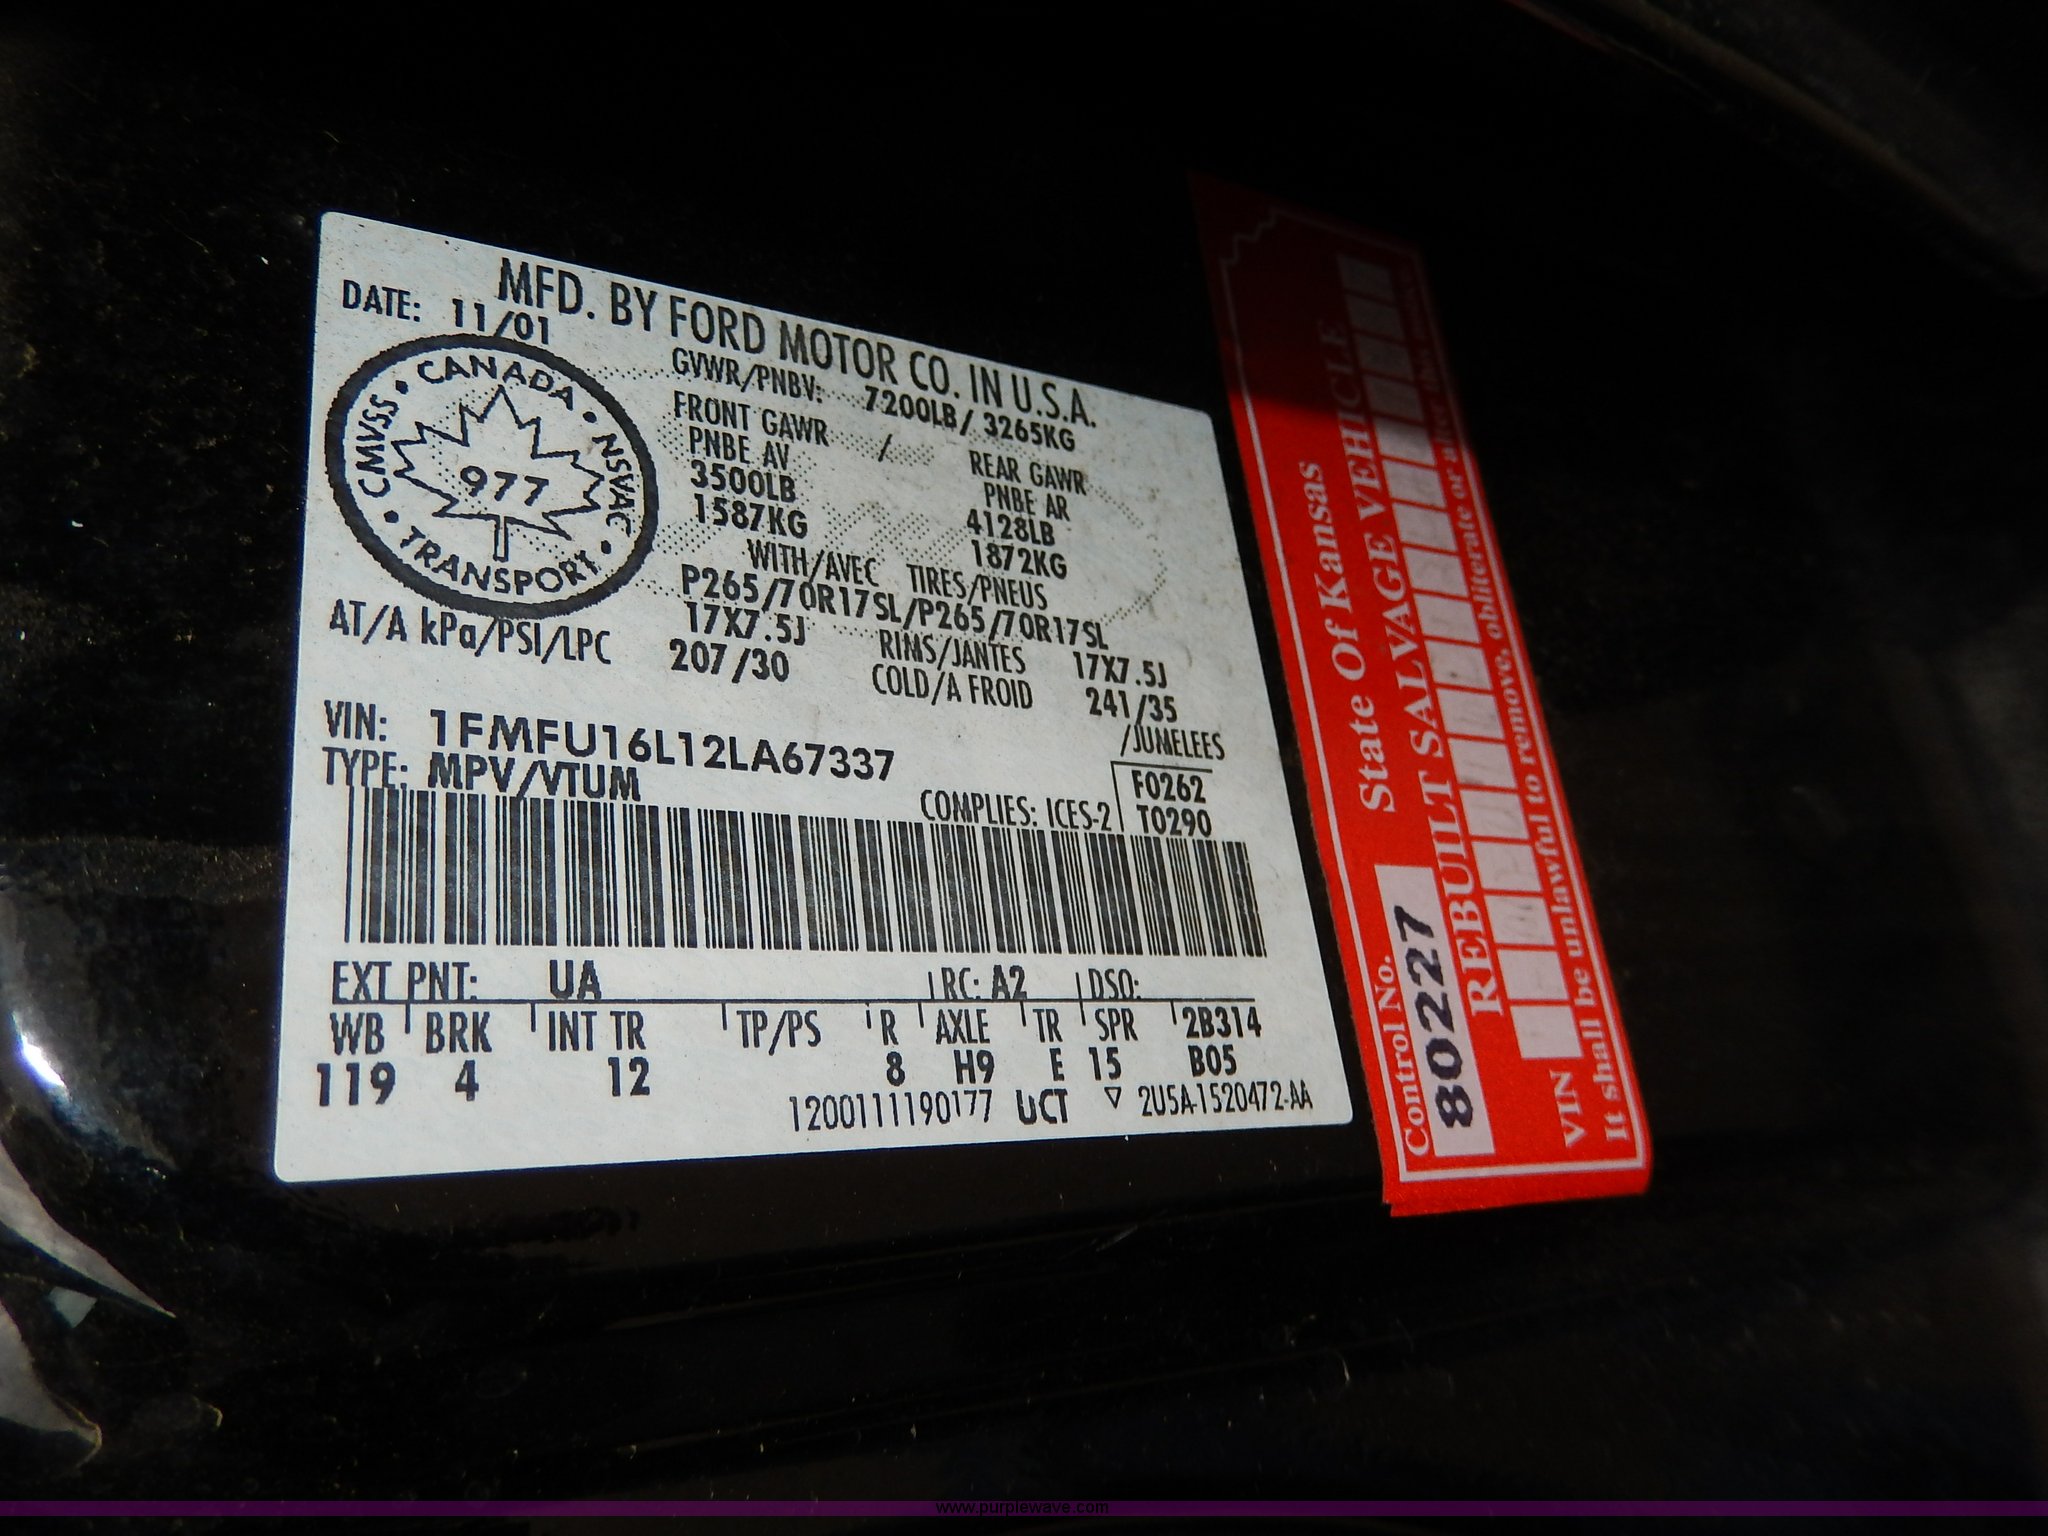 MFD. BY FORD MOTOR CO. IN U.S.A.
DATE: 11/01
GVWR/PNBV: 7200LB/ 3265KG
FRONT GAWR / REAR GAWR
PNBE AV PNBE AR
3500LB 4128LB
1587KG 1872KG
WITH/AVEC TIRES/PNEUS
P265/70R17SL/P265/70R17SL
17X7.5J RIMS/JANTES 17X7.5J
AT/A kPa/PSI/LPC 207/30 COLD/A FROID 241/35
CANADA • NSVAC • TRANSPORT • CMVSS •
977
VIN: 1FMFU16L12LA67337
/JUMELEES
TYPE: MPV/VTUM
F0262
COMPLIES: ICES-2 T0290
EXT PNT: UA RC: A2 DSO:
WB BRK INT TR TP/PS R AXLE TR SPR 2B314
119 4 12 8 H9 E 15 B05
1200111190177 UCT ▽ 2U5A-1520472-AA
State Of Kansas
Control No. 80227
REBUILT SALVAGE VEHICLE
VIN
It shall be unlawful to remove, obliterate or alter this
www.purplewave.com